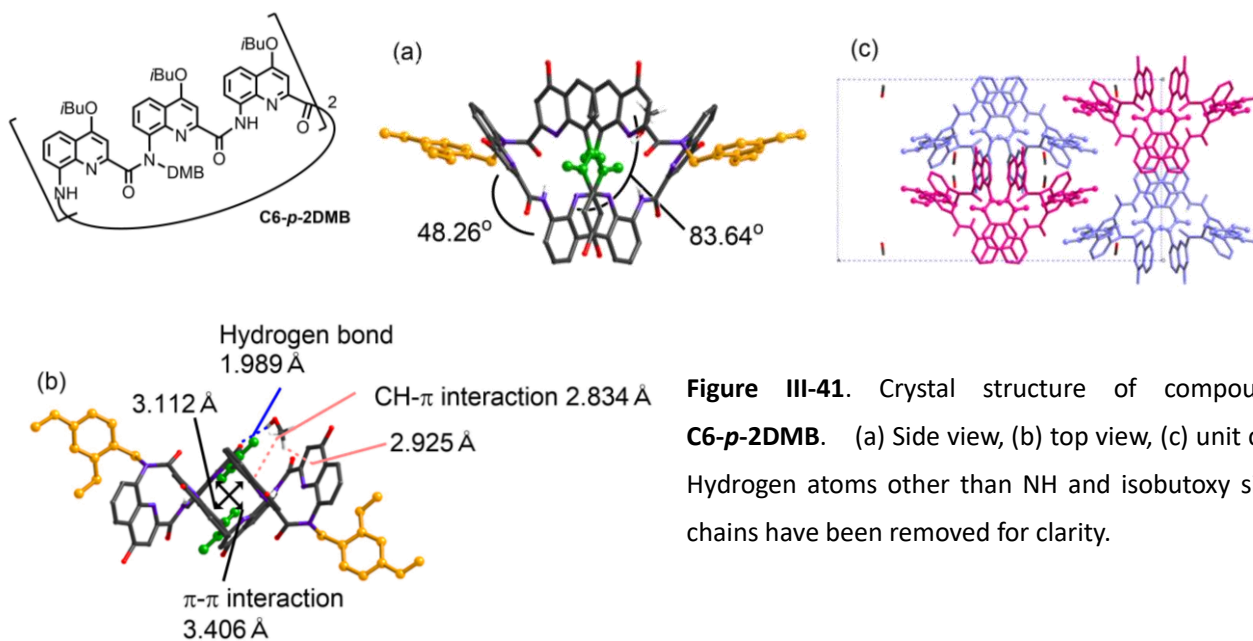 iBuO
iBuO
iBuO
N
N
N
NH
O
O
2
O
N
DMB
NH
C6-p-2DMB
(a)
48.26°
83.64°
(c)
(b)
Hydrogen bond
1.989 Å
3.112 Å
CH-π interaction 2.834 Å
2.925 Å
π-π interaction
3.406 Å
Figure III-41. Crystal structure of compou
C6-p-2DMB. (a) Side view, (b) top view, (c) unit c
Hydrogen atoms other than NH and isobutoxy s
chains have been removed for clarity.